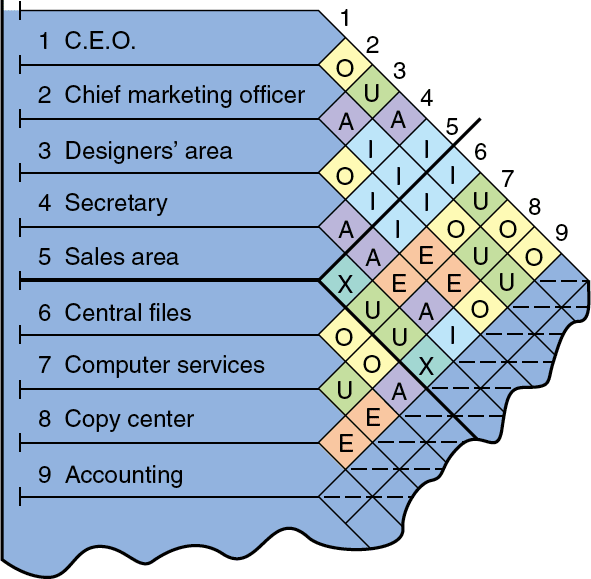 1
1 C.E.O. 2
O 3
2 Chief marketing officer U 4
A A 5
3 Designers’ area I I 6
O I I 7
4 Secretary I I U 8
A I O O 9
5 Sales area A E U O
X E E U
6 Central files U A O
O U I
7 Computer services O X
U A
8 Copy center E
E
9 Accounting